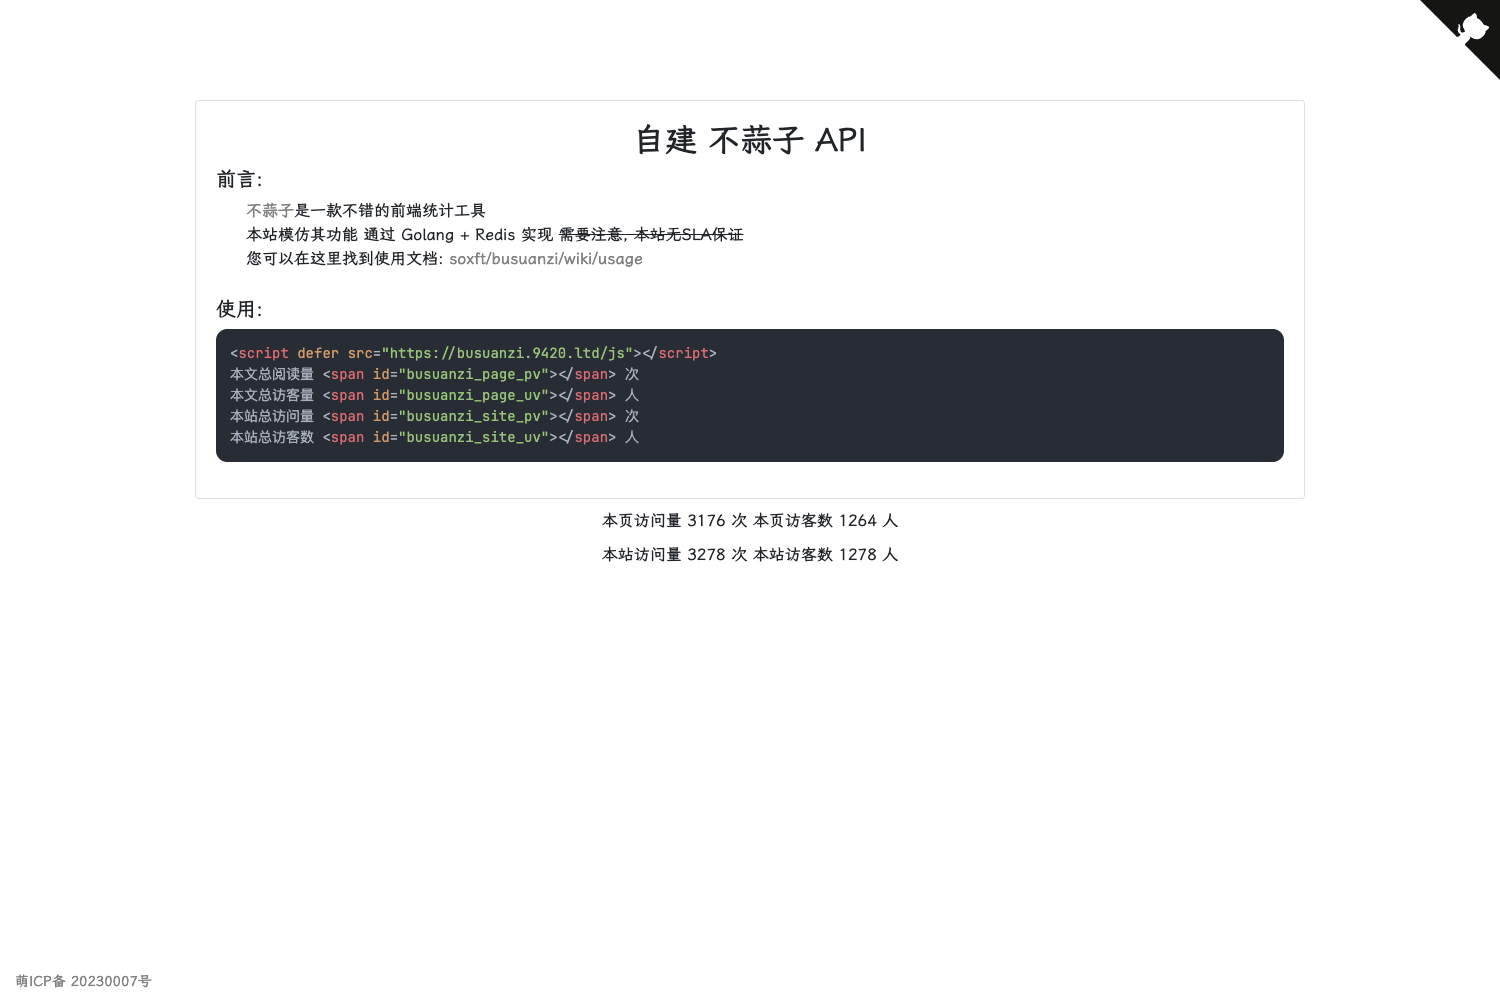 自建 不蒜子 API
前言:
不蒜子是一款不错的前端统计工具
本站模仿其功能 通过 Golang + Redis 实现 需要注意, 本站无SLA保证
您可以在这里找到使用文档: soxft/busuanzi/wiki/usage
使用:
<script defer src="https://busuanzi.9420.ltd/js"></script>
本文总阅读量 <span id="busuanzi_page_pv"></span> 次
本文总访客量 <span id="busuanzi_page_uv"></span> 人
本站总访问量 <span id="busuanzi_site_pv"></span> 次
本站总访客数 <span id="busuanzi_site_uv"></span> 人
本页访问量 3176 次 本页访客数 1264 人
本站访问量 3278 次 本站访客数 1278 人
萌ICP备 20230007号